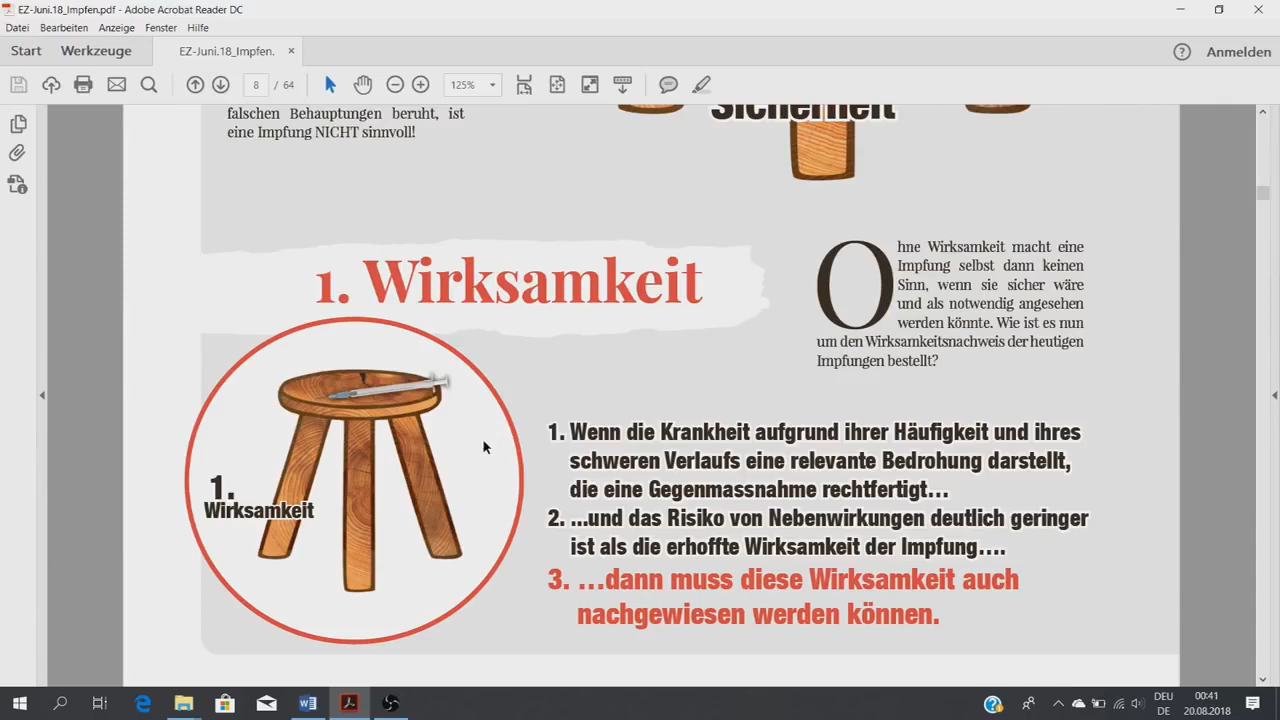 EZ-Juni.18_Impfen.pdf - Adobe Acrobat Reader DC
Datei Bearbeiten Anzeige Fenster Hilfe
Start Werkzeuge EZ-Juni.18_Impfen. ×
Anmelden
8 / 64
125%
falschen Behauptungen beruht, ist
eine Impfung NICHT sinnvoll!
Sicherheit
1. Wirksamkeit
Ohne Wirksamkeit macht eine
Impfung selbst dann keinen
Sinn, wenn sie sicher wäre
und als notwendig angesehen
werden könnte. Wie ist es nun
um den Wirksamkeitsnachweis der heutigen
Impfungen bestellt?
1.
Wirksamkeit
1. Wenn die Krankheit aufgrund ihrer Häufigkeit und ihres
schweren Verlaufs eine relevante Bedrohung darstellt,
die eine Gegenmassnahme rechtfertigt…
2. ...und das Risiko von Nebenwirkungen deutlich geringer
ist als die erhoffte Wirksamkeit der Impfung….
3. …dann muss diese Wirksamkeit auch
nachgewiesen werden können.
DEU
DE
00:41
20.08.2018